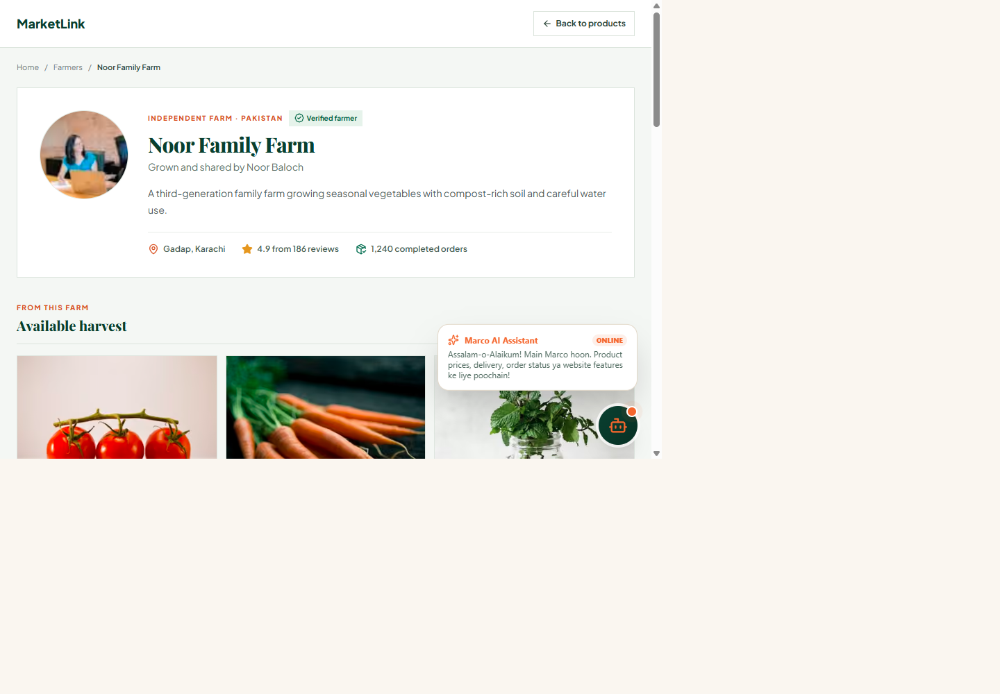 MarketLink
Back to products
Home / Farmers / Noor Family Farm
INDEPENDENT FARM · PAKISTAN
Verified farmer
Noor Family Farm
Grown and shared by Noor Baloch
A third-generation family farm growing seasonal vegetables with compost-rich soil and careful water
use.
Gadap, Karachi
4.9 from 186 reviews
1,240 completed orders
FROM THIS FARM
Available harvest
Marco AI Assistant
ONLINE
Assalam-o-Alaikum! Main Marco hoon. Product
prices, delivery, order status ya website features
ke liye poochain!